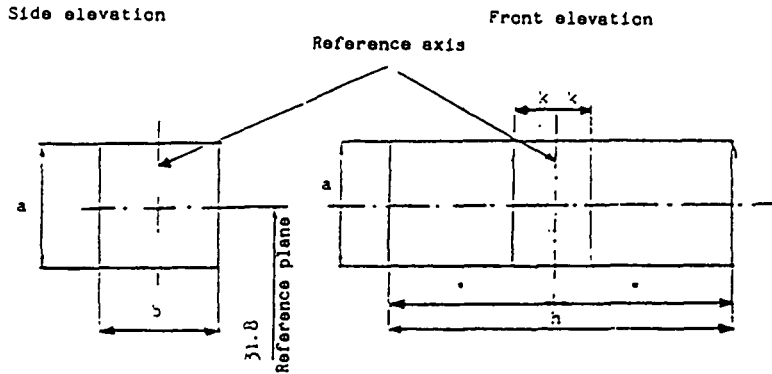 Side elevation
Front elevation
Reference axis
k k
a
a
31.8
Reference plane
h